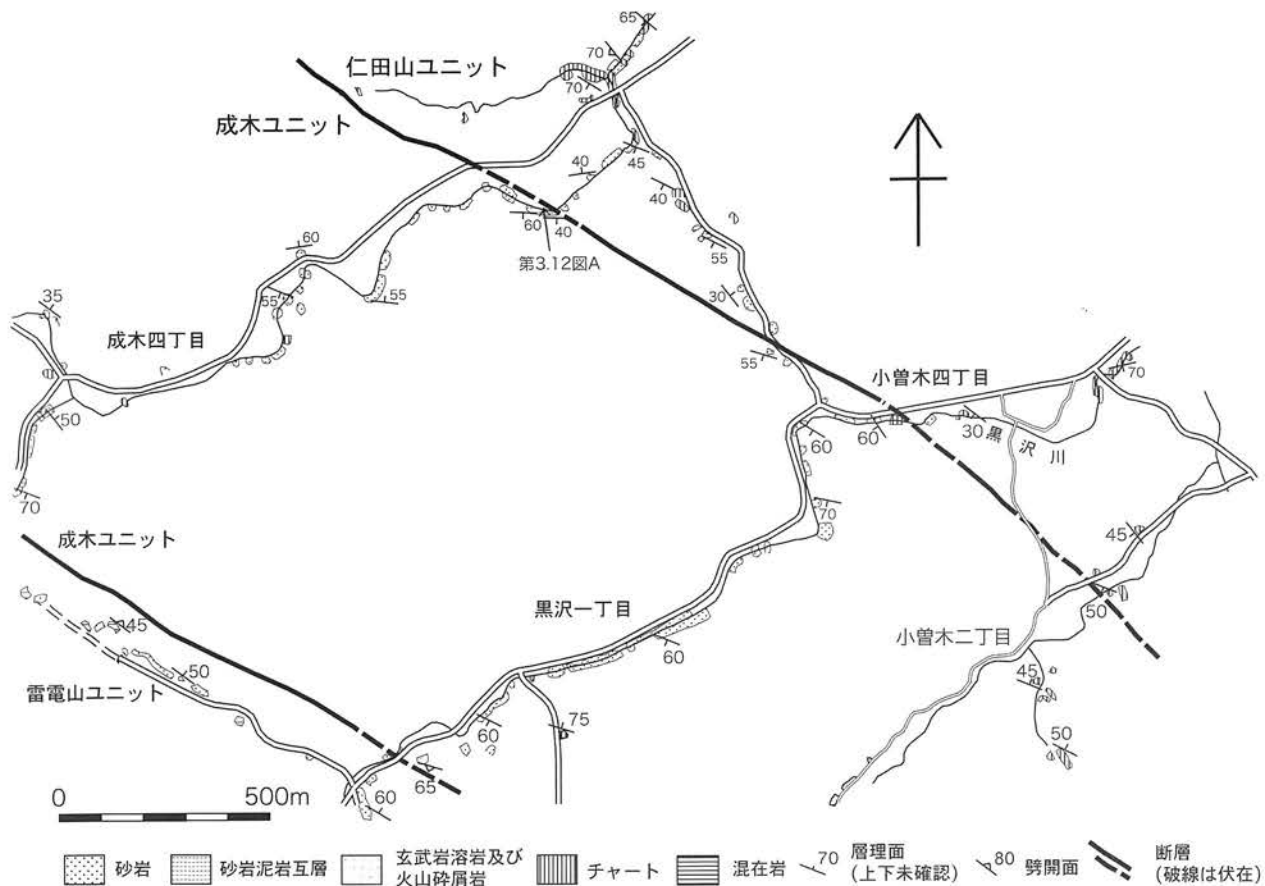 65
70
仁田山ユニット
70
成木ユニット
45
40
40
60
40
60
第3.12図A
55
30
55
35
55
成木四丁目
55
小曽木四丁目
70
50
60
60
30
黒沢川
70
70
45
成木ユニット
50
黒沢一丁目
45
小曽木二丁目
60
50
45
雷電山ユニット
75
60
50
65
60
0 500m
砂岩
砂岩泥岩互層
玄武岩溶岩及び
火山砕屑岩
チャート
混在岩
70 層理面
(上下未確認)
80 劈開面
断層
(破線は伏在)